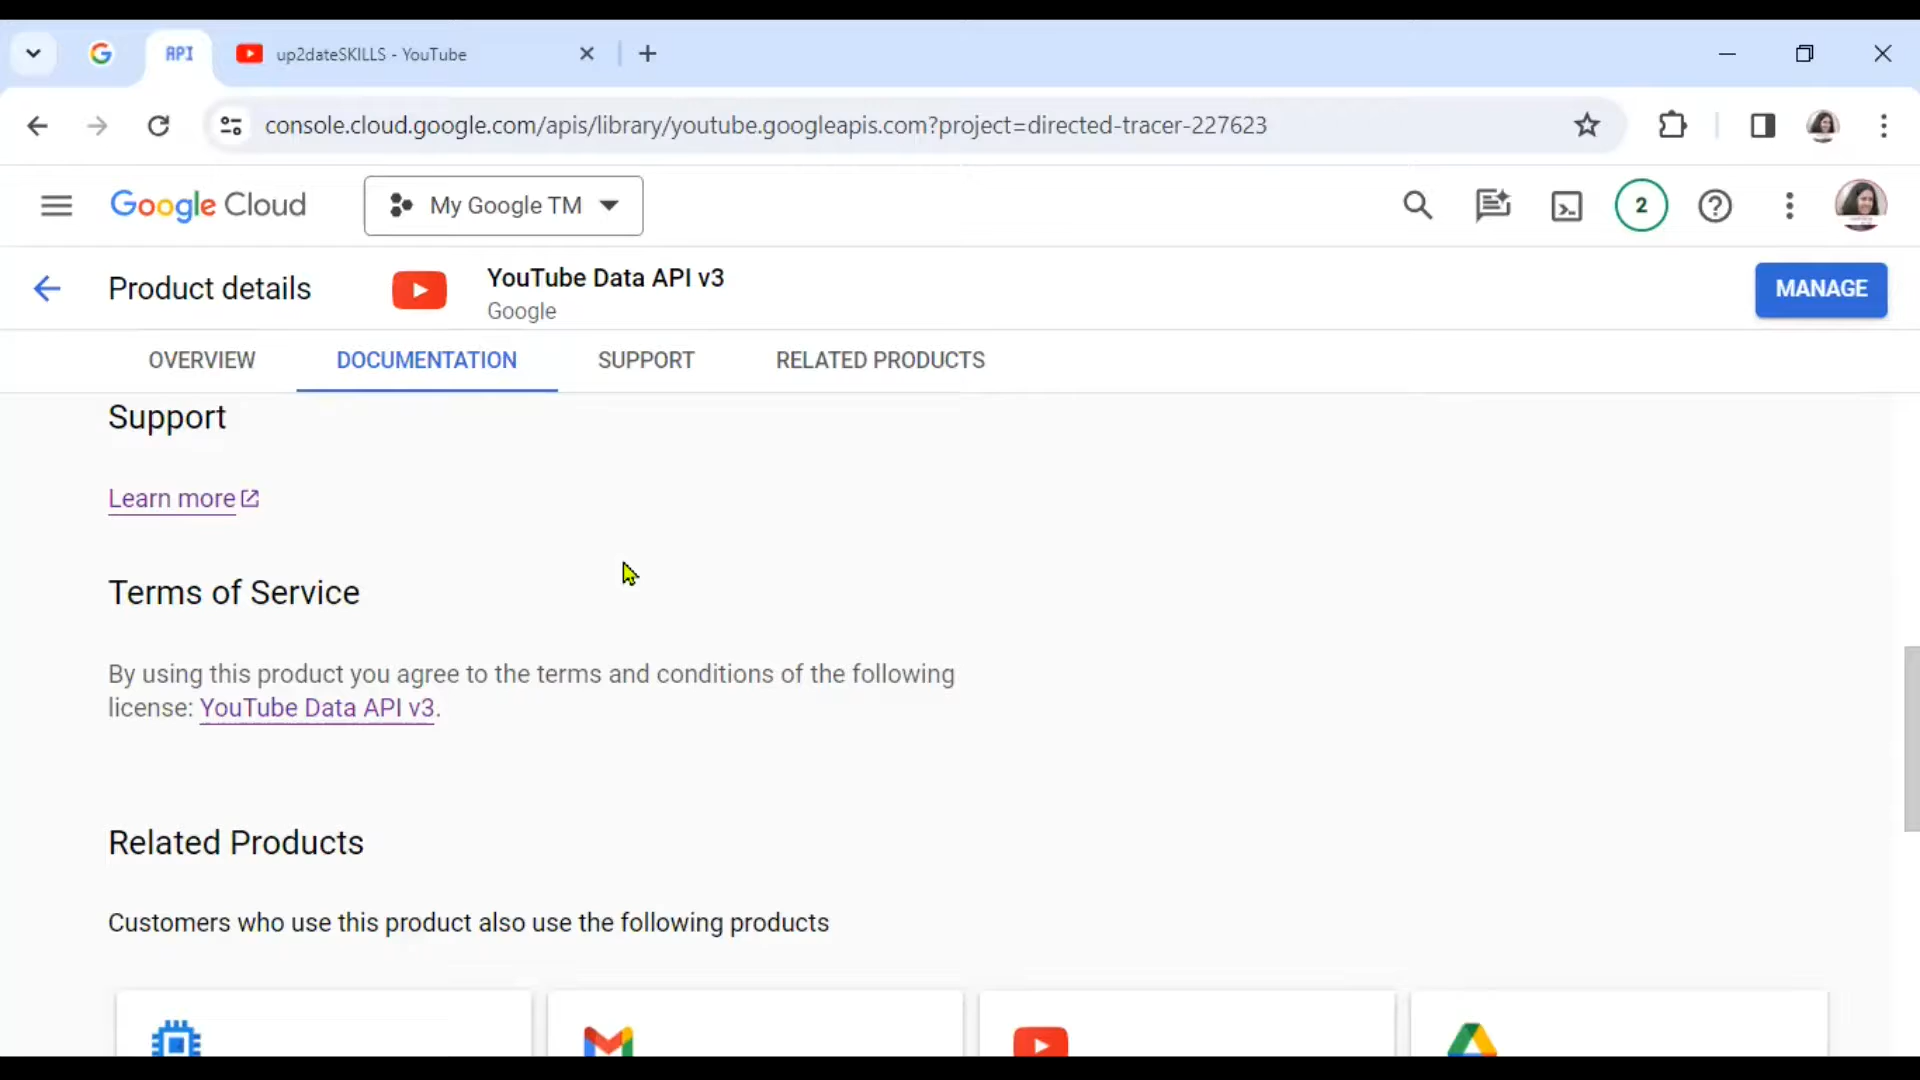 API
up2dateSKILLS - YouTube
console.cloud.google.com/apis/library/youtube.googleapis.com?project=directed-tracer-227623
Google Cloud
My Google TM
2
Product details
YouTube Data API v3
Google
MANAGE
OVERVIEW
DOCUMENTATION
SUPPORT
RELATED PRODUCTS
Support
Learn more
Terms of Service
By using this product you agree to the terms and conditions of the following
license: YouTube Data API v3.
Related Products
Customers who use this product also use the following products